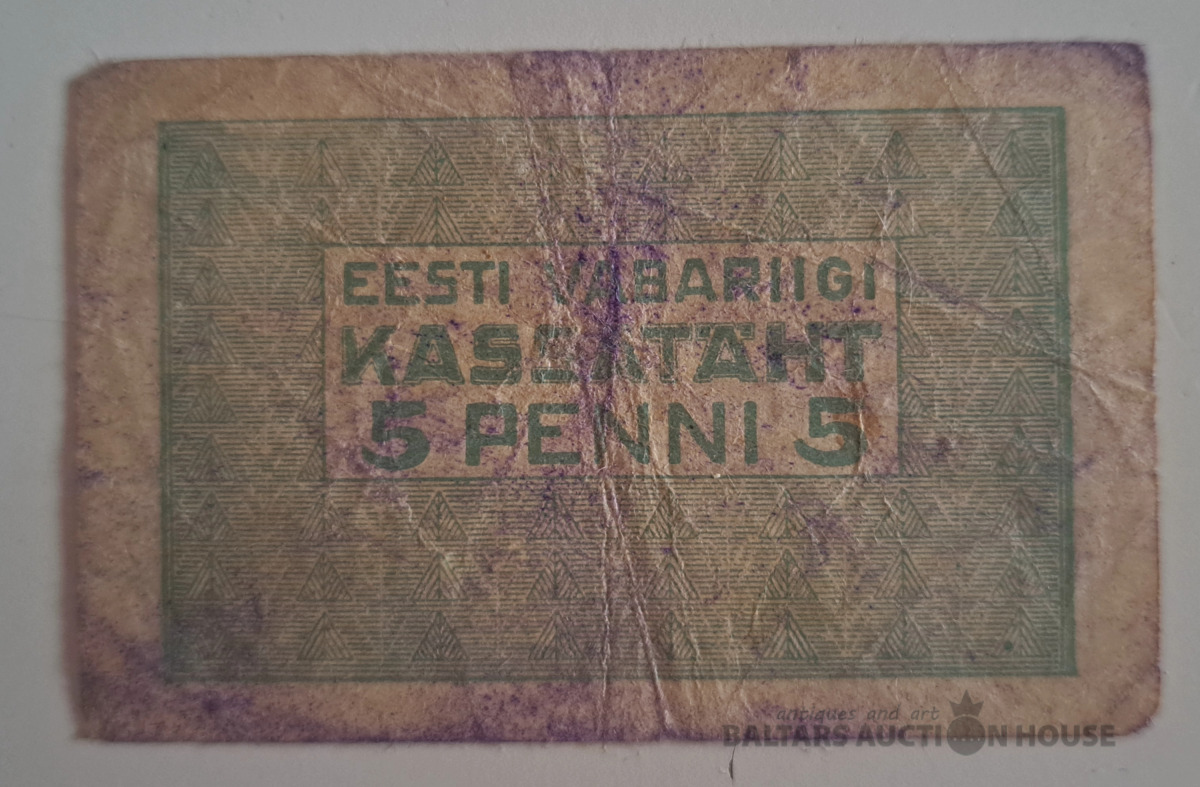 EESTI VABARIIGI
KASSATÄHT
5 PENNI 5
antiques and art
BALTARS AUCTION HOUSE